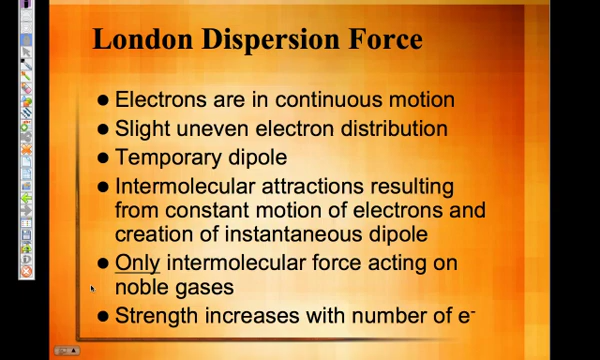 London Dispersion Force
● Electrons are in continuous motion
● Slight uneven electron distribution
● Temporary dipole
● Intermolecular attractions resulting
from constant motion of electrons and
creation of instantaneous dipole
● Only intermolecular force acting on
noble gases
● Strength increases with number of e⁻